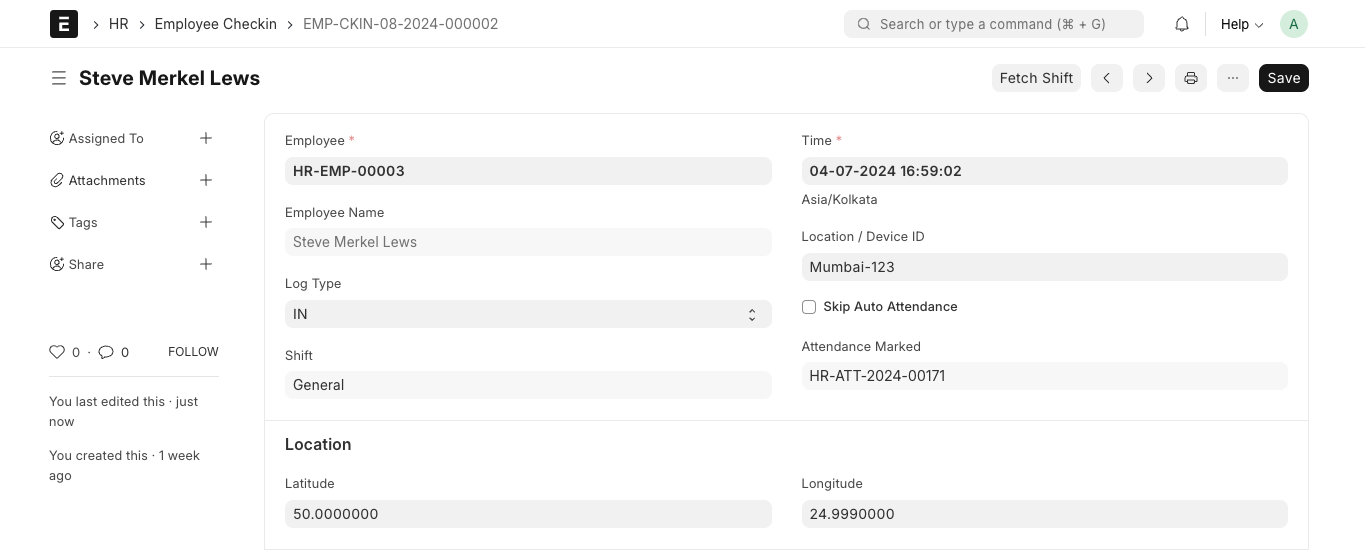 E HR Employee Checkin EMP-CKIN-08-2024-000002 Search or type a command (⌘ + G) Help A
Steve Merkel Lews Fetch Shift ... Save
Assigned To
Attachments
Tags
Share
0 · 0 FOLLOW
You last edited this · just
now
You created this · 1 week
ago
Employee *
HR-EMP-00003
Employee Name
Steve Merkel Lews
Log Type
IN
Shift
General
Time *
04-07-2024 16:59:02
Asia/Kolkata
Location / Device ID
Mumbai-123
Skip Auto Attendance
Attendance Marked
HR-ATT-2024-00171
Location
Latitude
50.0000000
Longitude
24.9990000